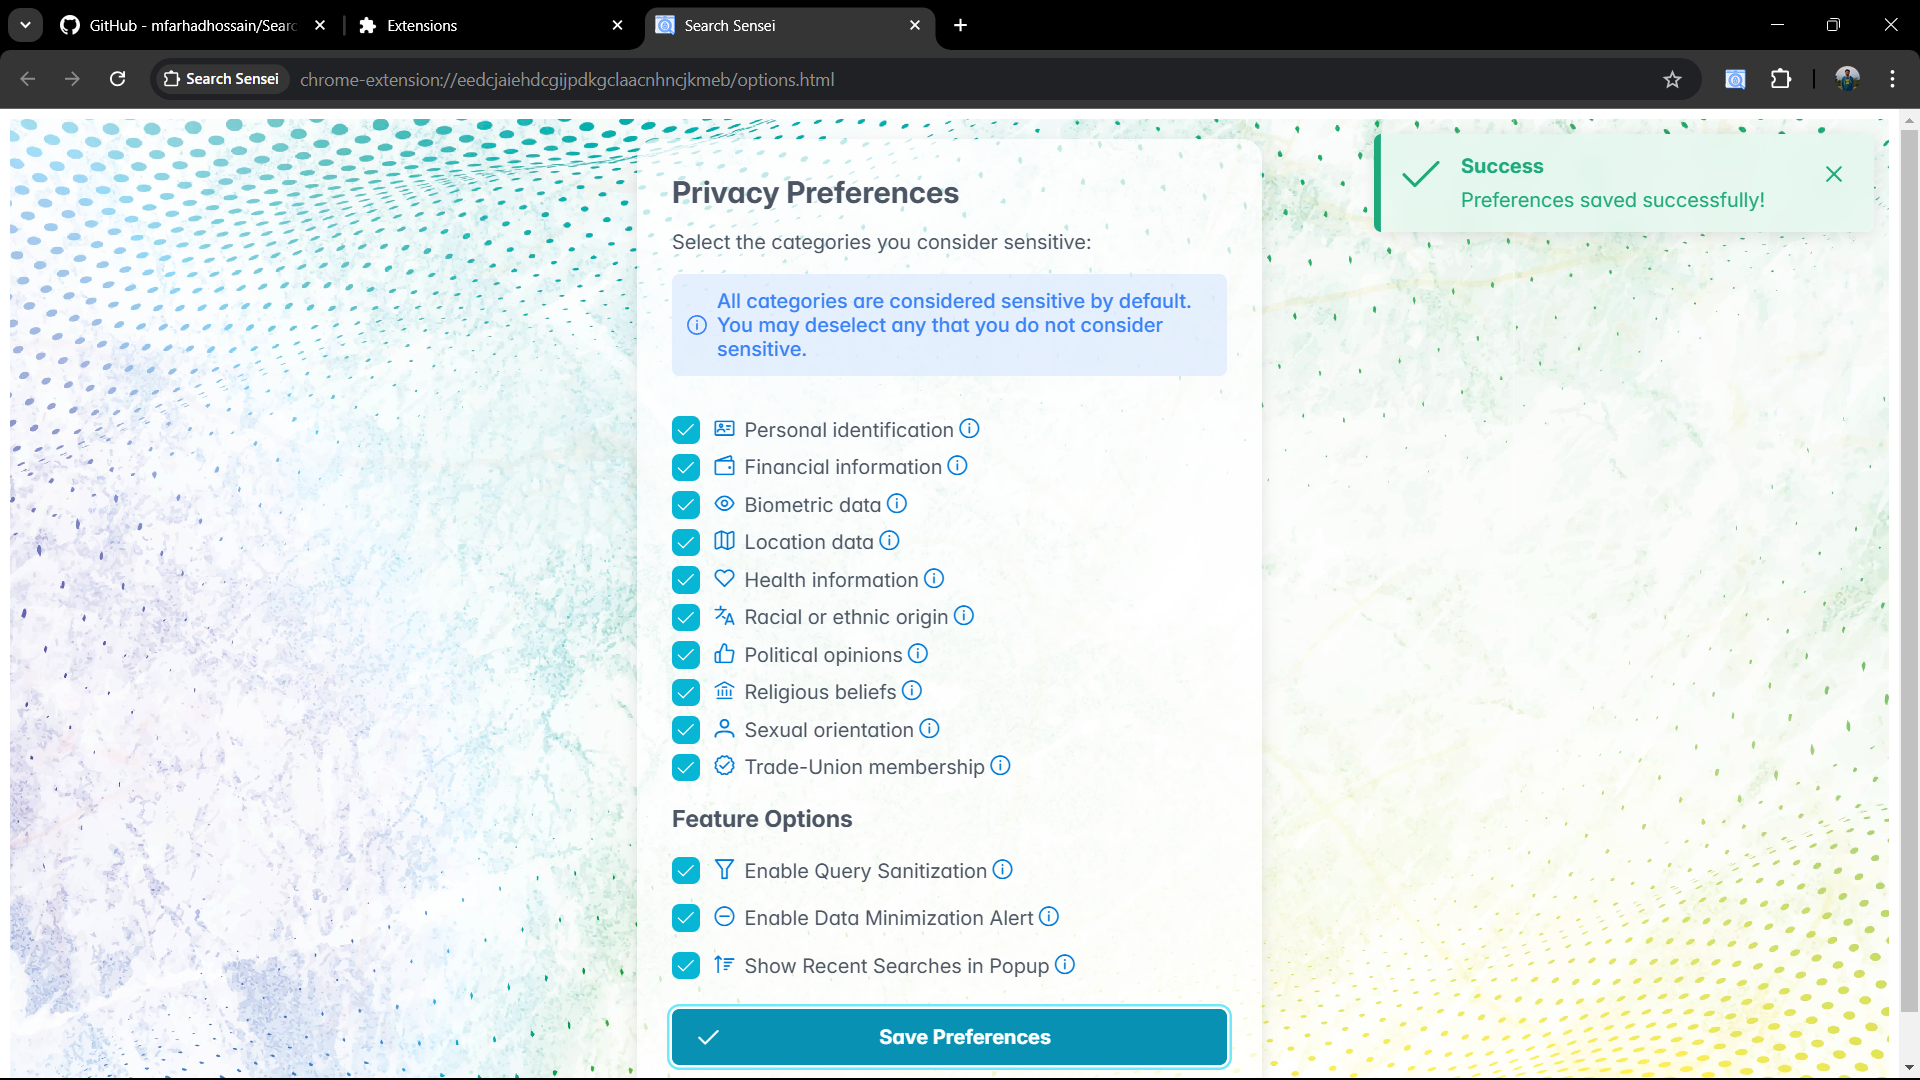 GitHub - mfarhadhossain/Searc
Extensions
Search Sensei
Search Sensei
chrome-extension://eedcjaiehdcgijpdkgclaacnhncjkmeb/options.html
Success
Preferences saved successfully!
Privacy Preferences
Select the categories you consider sensitive:
All categories are considered sensitive by default.
You may deselect any that you do not consider
sensitive.
Personal identification
Financial information
Biometric data
Location data
Health information
Racial or ethnic origin
Political opinions
Religious beliefs
Sexual orientation
Trade-Union membership
Feature Options
Enable Query Sanitization
Enable Data Minimization Alert
Show Recent Searches in Popup
Save Preferences